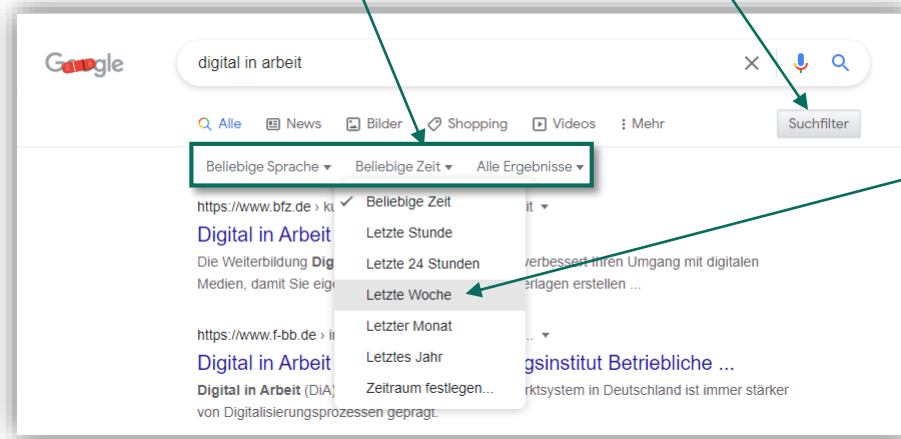 Google
digital in arbeit
Alle News Bilder Shopping Videos Mehr Suchfilter
Beliebige Sprache Beliebige Zeit Alle Ergebnisse
https://www.bfz.de › it
Beliebige Zeit
Digital in Arbeit
Letzte Stunde
Die Weiterbildung Dig verbessert Ihren Umgang mit digitalen
Letzte 24 Stunden
Medien, damit Sie eige erlagen erstellen ...
Letzte Woche
https://www.f-bb.de › ...
Letzter Monat
Digital in Arbeit gsinstitut Betriebliche ...
Letztes Jahr
Digital in Arbeit (DiA) rktsystem in Deutschland ist immer stärker
Zeitraum festlegen...
von Digitalisierungsprozessen geprägt.